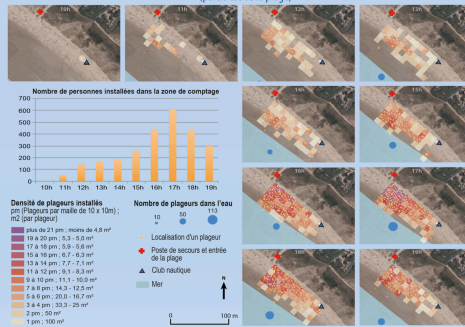 10h
11h
12h
13h
Nombre de personnes installées dans la zone de comptage
700
600
500
400
300
200
100
0
10h 11h 12h 13h 14h 15h 16h 17h 18h 19h
14h
15h
16h
17h
18h
19h
Densité de plageurs installés
pm (Plageurs par maille de 10 x 10m) ;
m2 (par plageur)
plus de 21 pm ; moins de 4,8 m²
19 à 20 pm ; 5,3 - 5,0 m²
17 à 18 pm ; 5,9 - 5,6 m²
15 à 16 pm ; 6,7 - 6,3 m²
13 à 14 pm ; 7,7 - 7,1 m²
11 à 12 pm ; 9,1 - 8,3 m²
9 à 10 pm ; 11,1 - 10,0 m²
7 à 8 pm ; 14,3 - 12,5 m²
5 à 6 pm ; 20,0 - 16,7 m²
3 à 4 pm ; 33,3 - 25 m²
2 pm ; 50 m²
1 pm ; 100 m²
Nombre de plageurs dans l'eau
10 50 113
Localisation d'un plageur
Poste de secours et entrée
de la plage
Club nautique
Mer
N
0 100 m